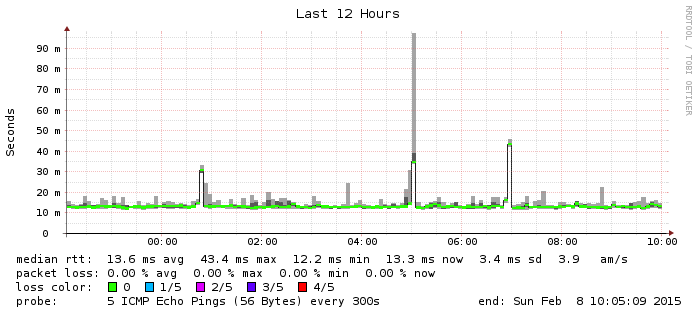 Last 12 Hours
RRDTOOL / TOBI OETIKER
Seconds
90 m
80 m
70 m
60 m
50 m
40 m
30 m
20 m
10 m
0
00:00 02:00 04:00 06:00 08:00 10:00
median rtt: 13.6 ms avg 43.4 ms max 12.2 ms min 13.3 ms now 3.4 ms sd 3.9 am/s
packet loss: 0.00 % avg 0.00 % max 0.00 % min 0.00 % now
loss color: 0 1/5 2/5 3/5 4/5
probe: 5 ICMP Echo Pings (56 Bytes) every 300s end: Sun Feb 8 10:05:09 2015